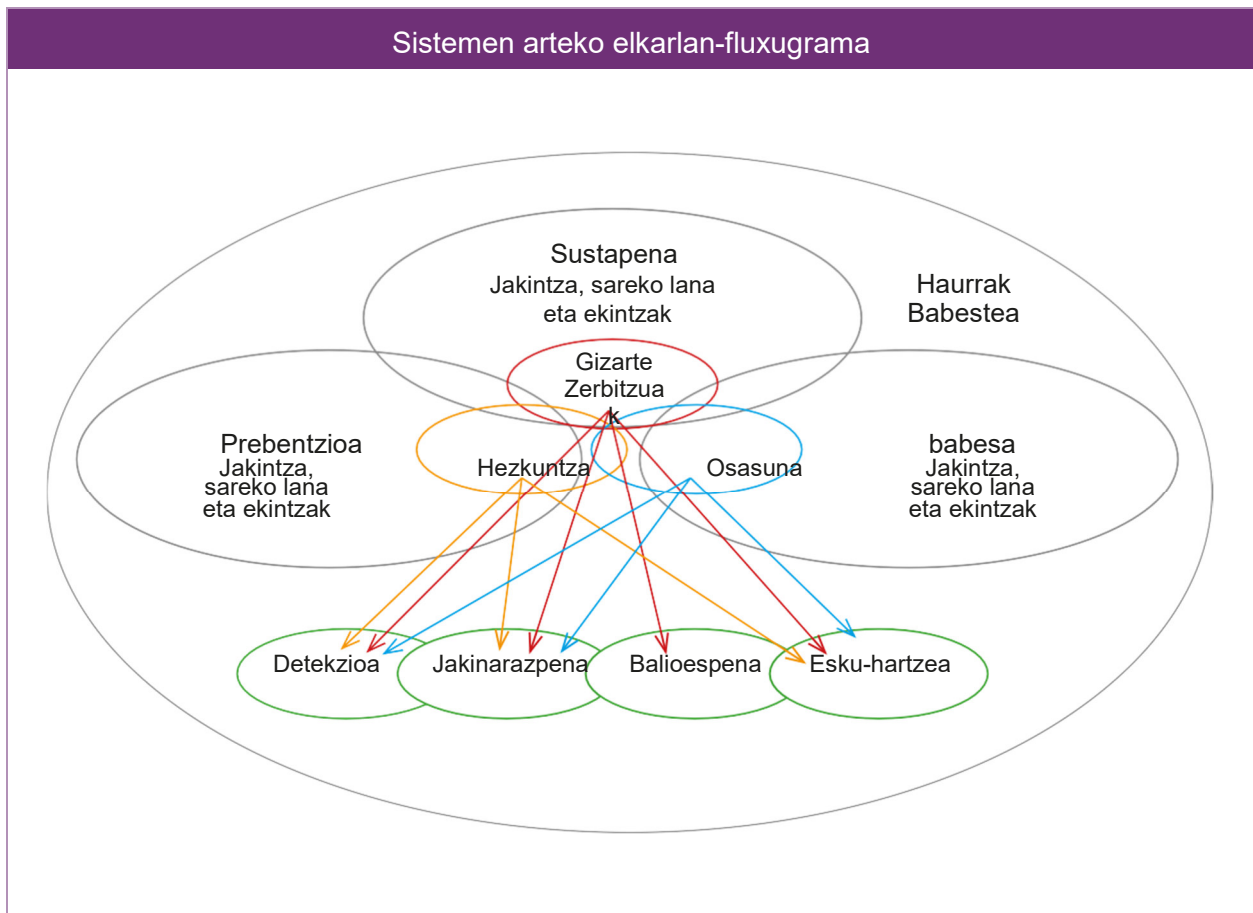 Sistemen arteko elkarlan-fluxugrama
Sustapena
Jakintza, sareko lana
eta ekintzak
Haurrak
Babestea
Gizarte
Zerbitzua
k
Prebentzioa
Jakintza,
sareko lana
eta ekintzak
Hezkuntza
Osasuna
babesa
Jakintza,
sareko lana
eta ekintzak
Detekzioa
Jakinarazpena
Balioespena
Esku-hartzea